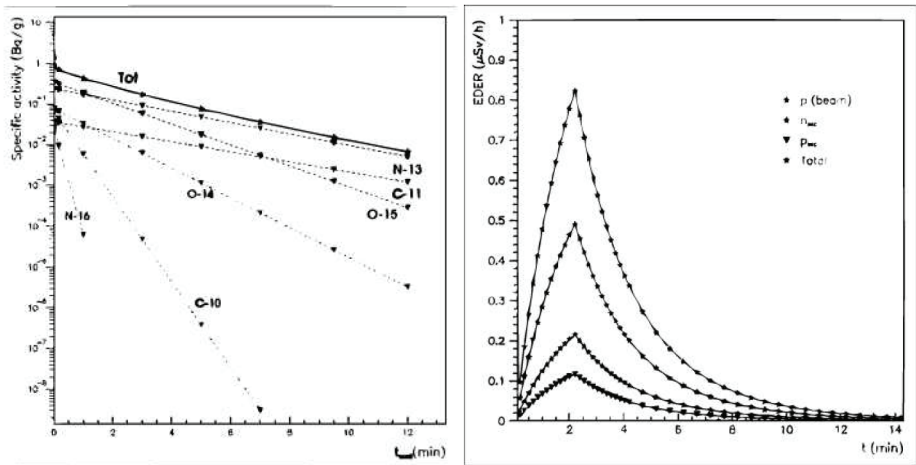 Specific activity (Bq/g)
10
1
10⁻¹
10⁻²
10⁻³
10⁻⁴
10⁻⁵
10⁻⁶
10⁻⁷
10⁻⁸
Tot
N-13
C-11
O-15
O-14
N-16
C-10
0 2 4 6 8 10 12
(min)
EDER (μSv/h)
1
0.9
0.8
0.7
0.6
0.5
0.4
0.3
0.2
0.1
0
p (beam)
n
p
Total
0 2 4 6 8 10 12 14
t (min)